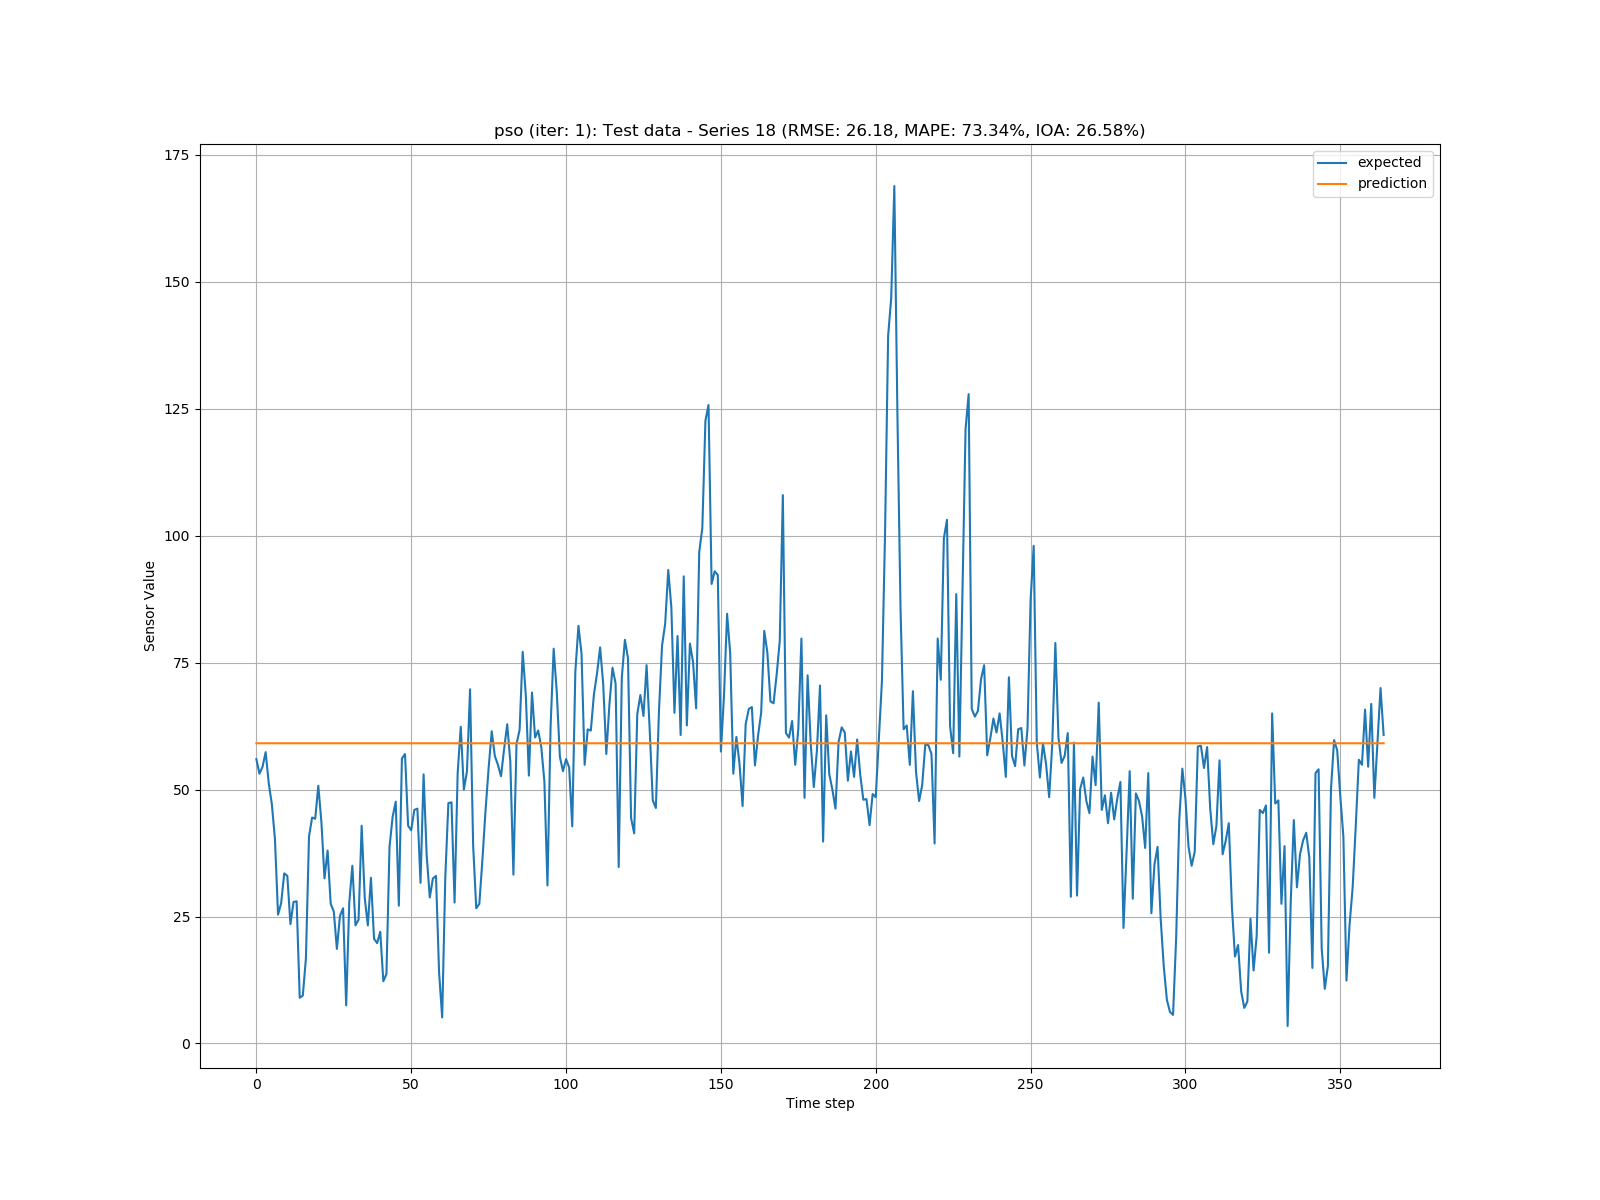 pso (iter: 1): Test data - Series 18 (RMSE: 26.18, MAPE: 73.34%, IOA: 26.58%)
expected
prediction
175
150
125
100
75
50
25
0
Sensor Value
0 50 100 150 200 250 300 350
Time step